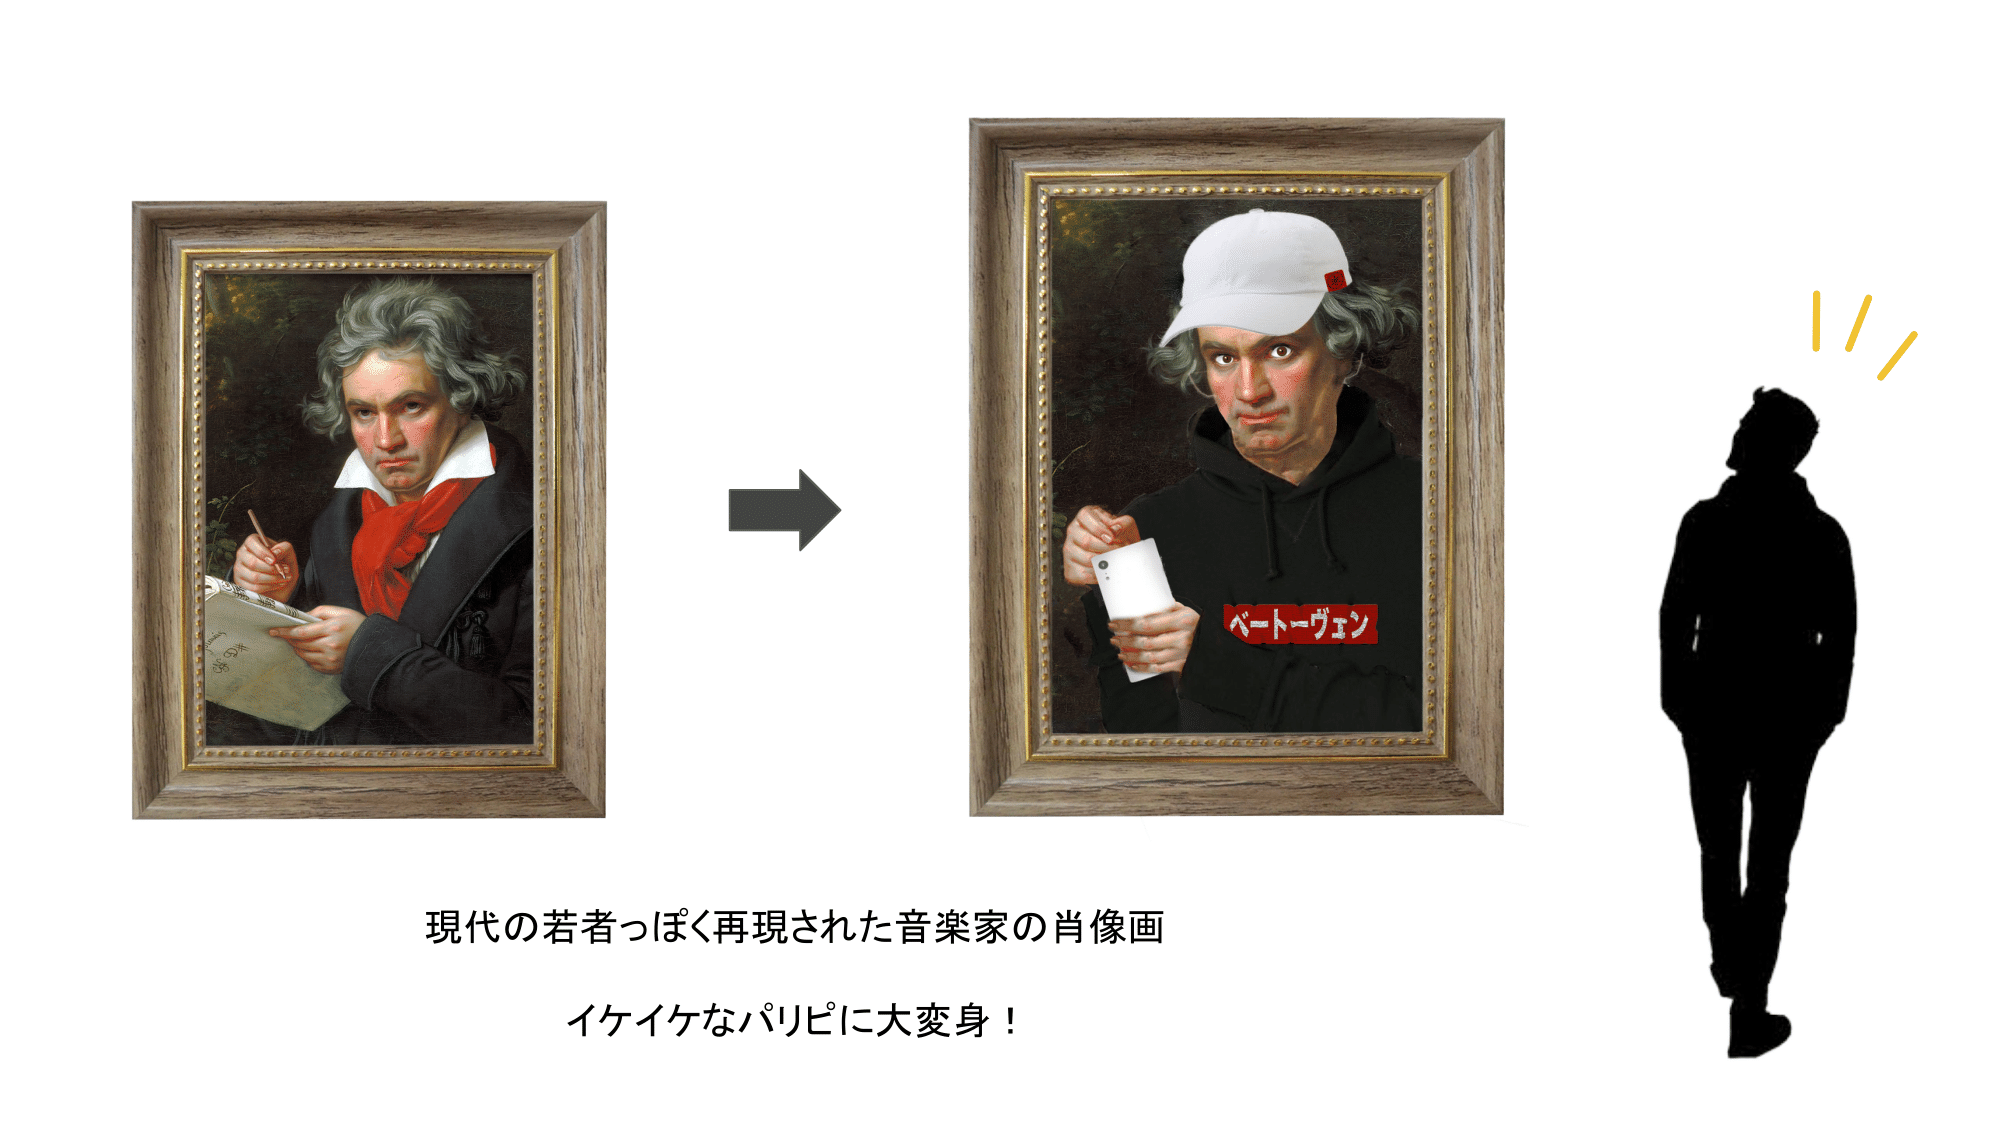 ベートーヴェン
現代の若者っぽく再現された音楽家の肖像画
イケイケなパリピに大変身！